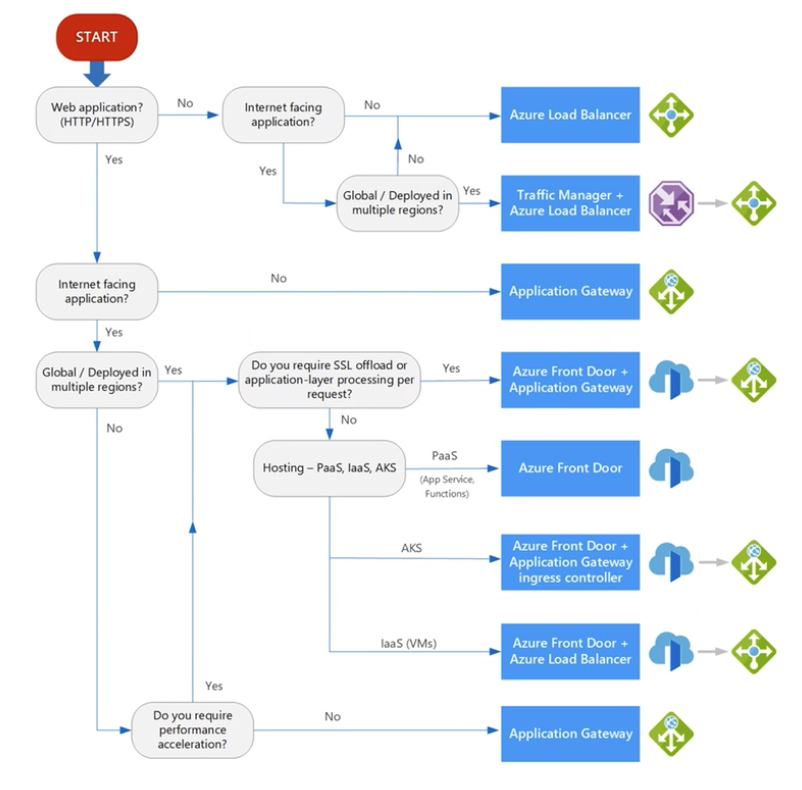 START
Web application?
(HTTP/HTTPS)
No
Internet facing
application?
No
Azure Load Balancer
Yes
Yes
No
Global / Deployed in
multiple regions?
Yes
Traffic Manager +
Azure Load Balancer
Internet facing
application?
No
Application Gateway
Yes
Global / Deployed in
multiple regions?
Yes
Do you require SSL offload or
application-layer processing per
request?
Yes
Azure Front Door +
Application Gateway
No
No
Hosting – PaaS, IaaS, AKS
PaaS
(App Service,
Functions)
Azure Front Door
AKS
Azure Front Door +
Application Gateway
ingress controller
IaaS (VMs)
Azure Front Door +
Azure Load Balancer
Yes
Do you require
performance
acceleration?
No
Application Gateway